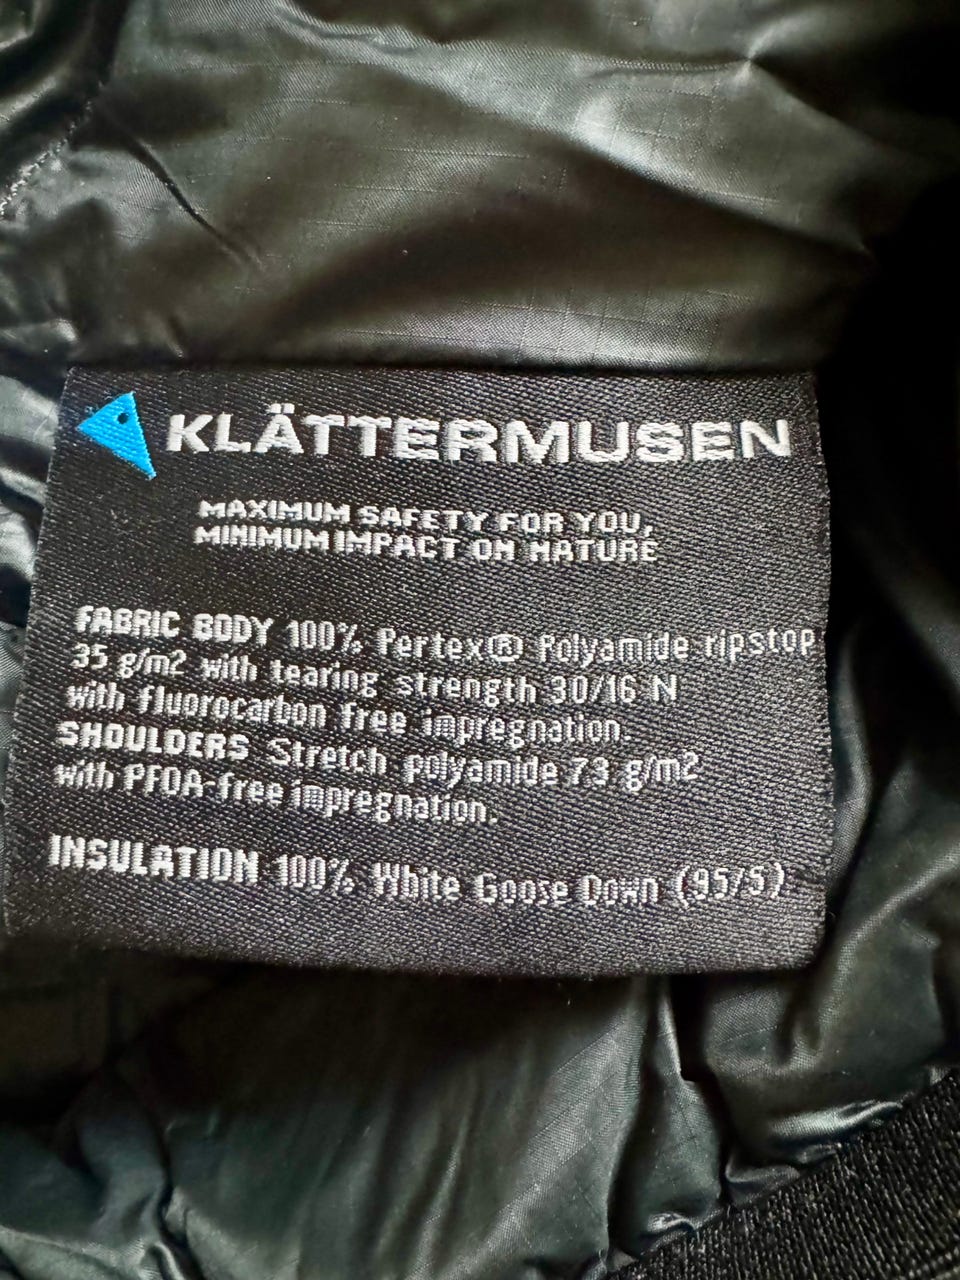 KLÄTTERMUSEN
MAXIMUM SAFETY FOR YOU,
MINIMUM IMPACT ON NATURE
FABRIC BODY 100% Pertex® Polyamide ripstop
35 g/m2 with tearing strength 30/16 N
with fluorocarbon free impregnation.
SHOULDERS Stretch polyamide 73 g/m2
with PFOA-free impregnation.
INSULATION 100% White Goose Down (95/5)